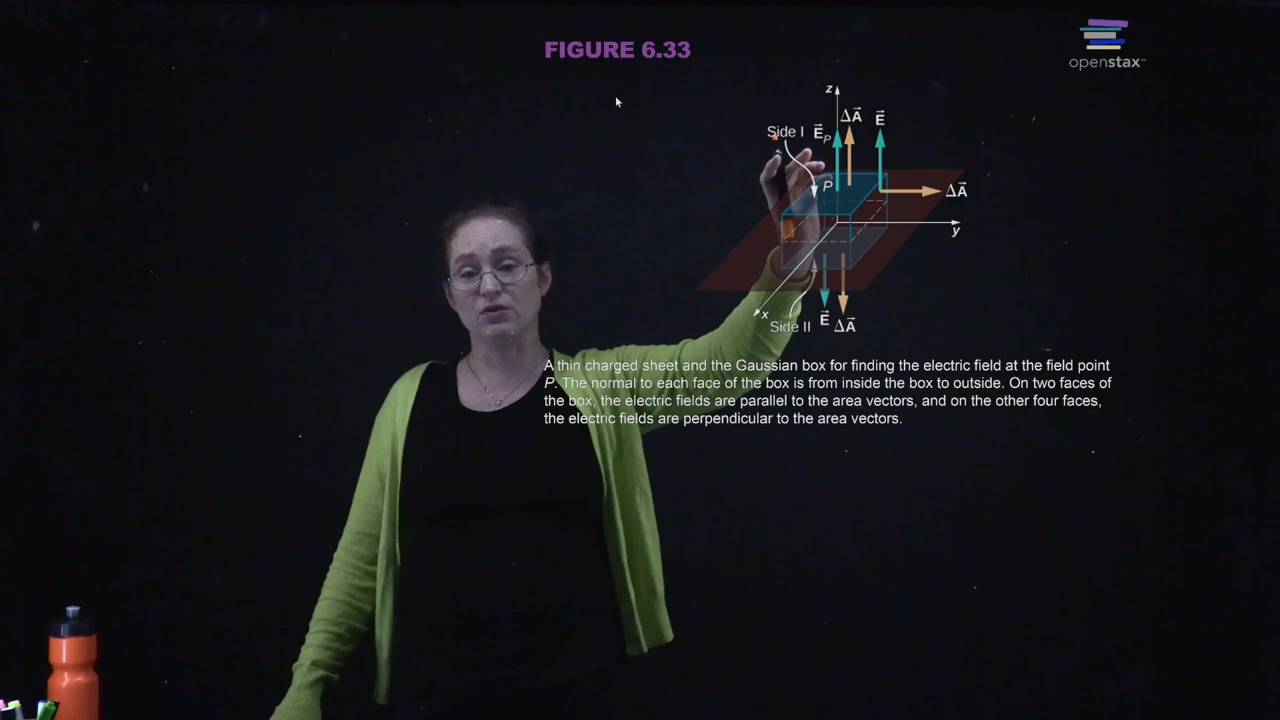 FIGURE 6.33
openstax™
z
ΔA⃗
E⃗
Side I
E⃗P
P
ΔA⃗
y
x
Side II
E⃗
ΔA⃗
A thin charged sheet and the Gaussian box for finding the electric field at the field point
P. The normal to each face of the box is from inside the box to outside. On two faces of
the box, the electric fields are parallel to the area vectors, and on the other four faces,
the electric fields are perpendicular to the area vectors.